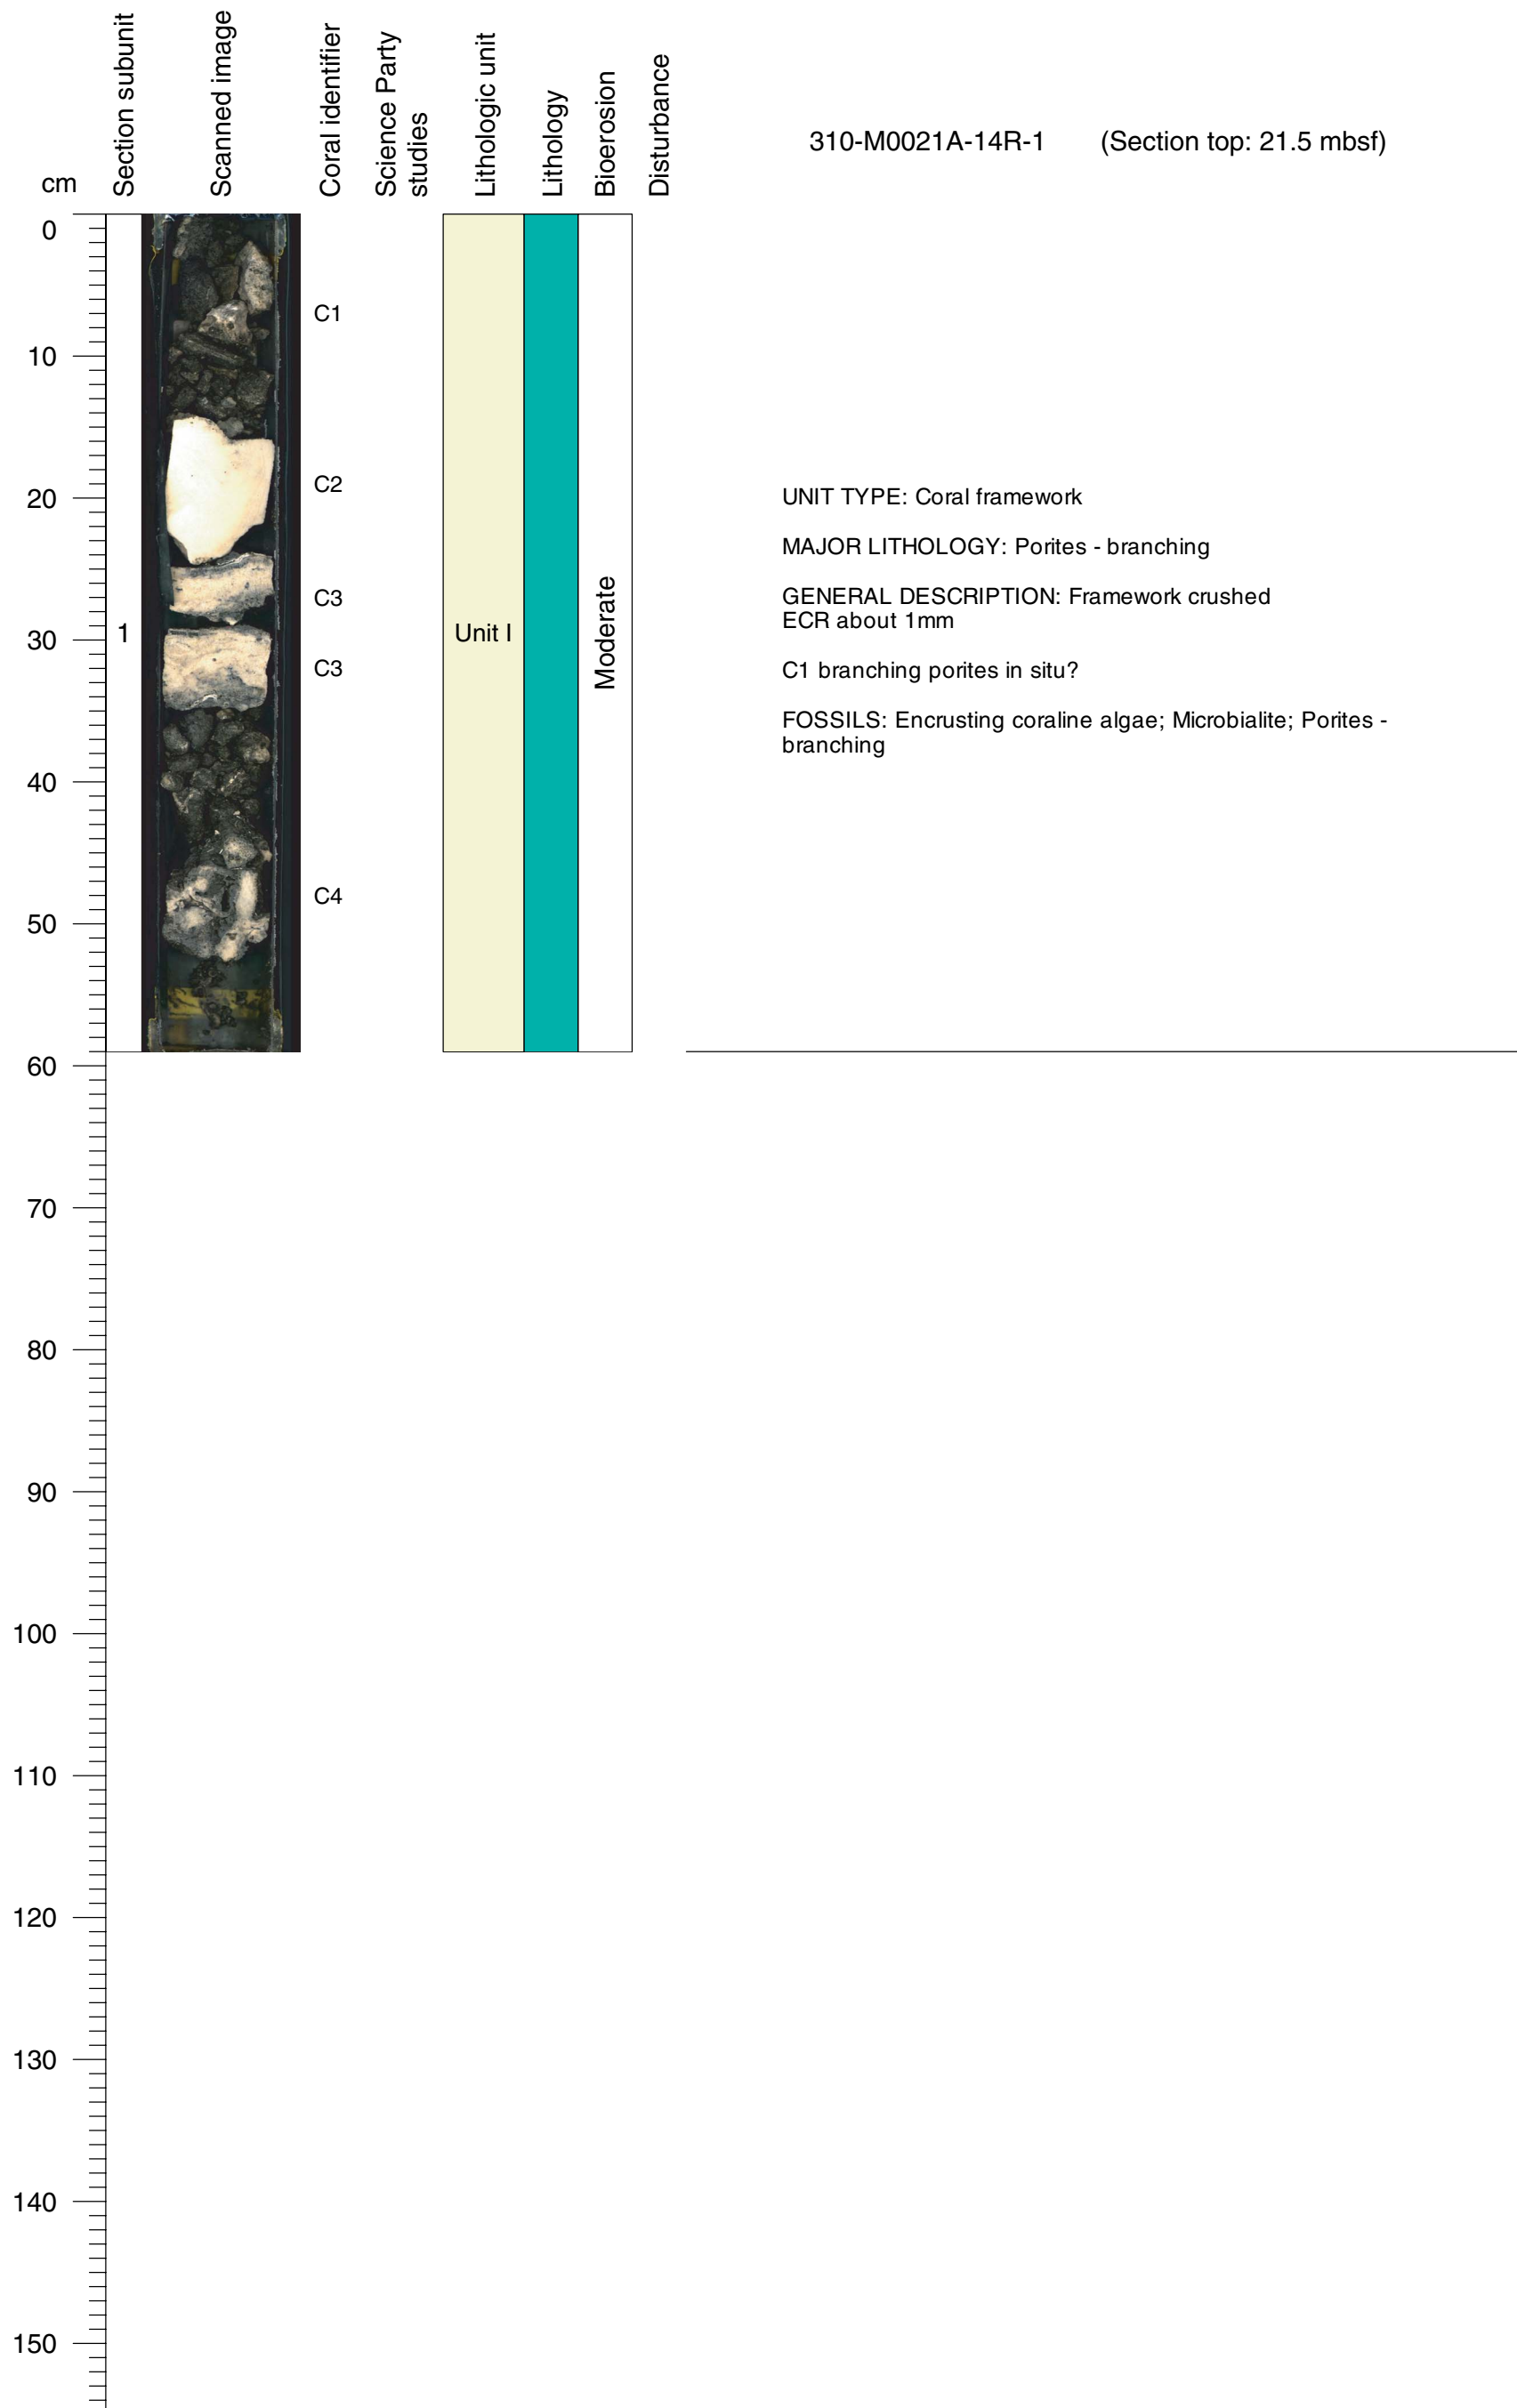 cm
Section subunit
Scanned image
Coral identifier
Science Party
studies
Lithologic unit
Lithology
Bioerosion
Disturbance
310-M0021A-14R-1 (Section top: 21.5 mbsf)
0
10
20
30
40
50
60
70
80
90
100
110
120
130
140
150
1
C1
C2
C3
C3
C4
Unit I
Moderate
UNIT TYPE: Coral framework
MAJOR LITHOLOGY: Porites - branching
GENERAL DESCRIPTION: Framework crushed
ECR about 1mm
C1 branching porites in situ?
FOSSILS: Encrusting coraline algae; Microbialite; Porites -
branching